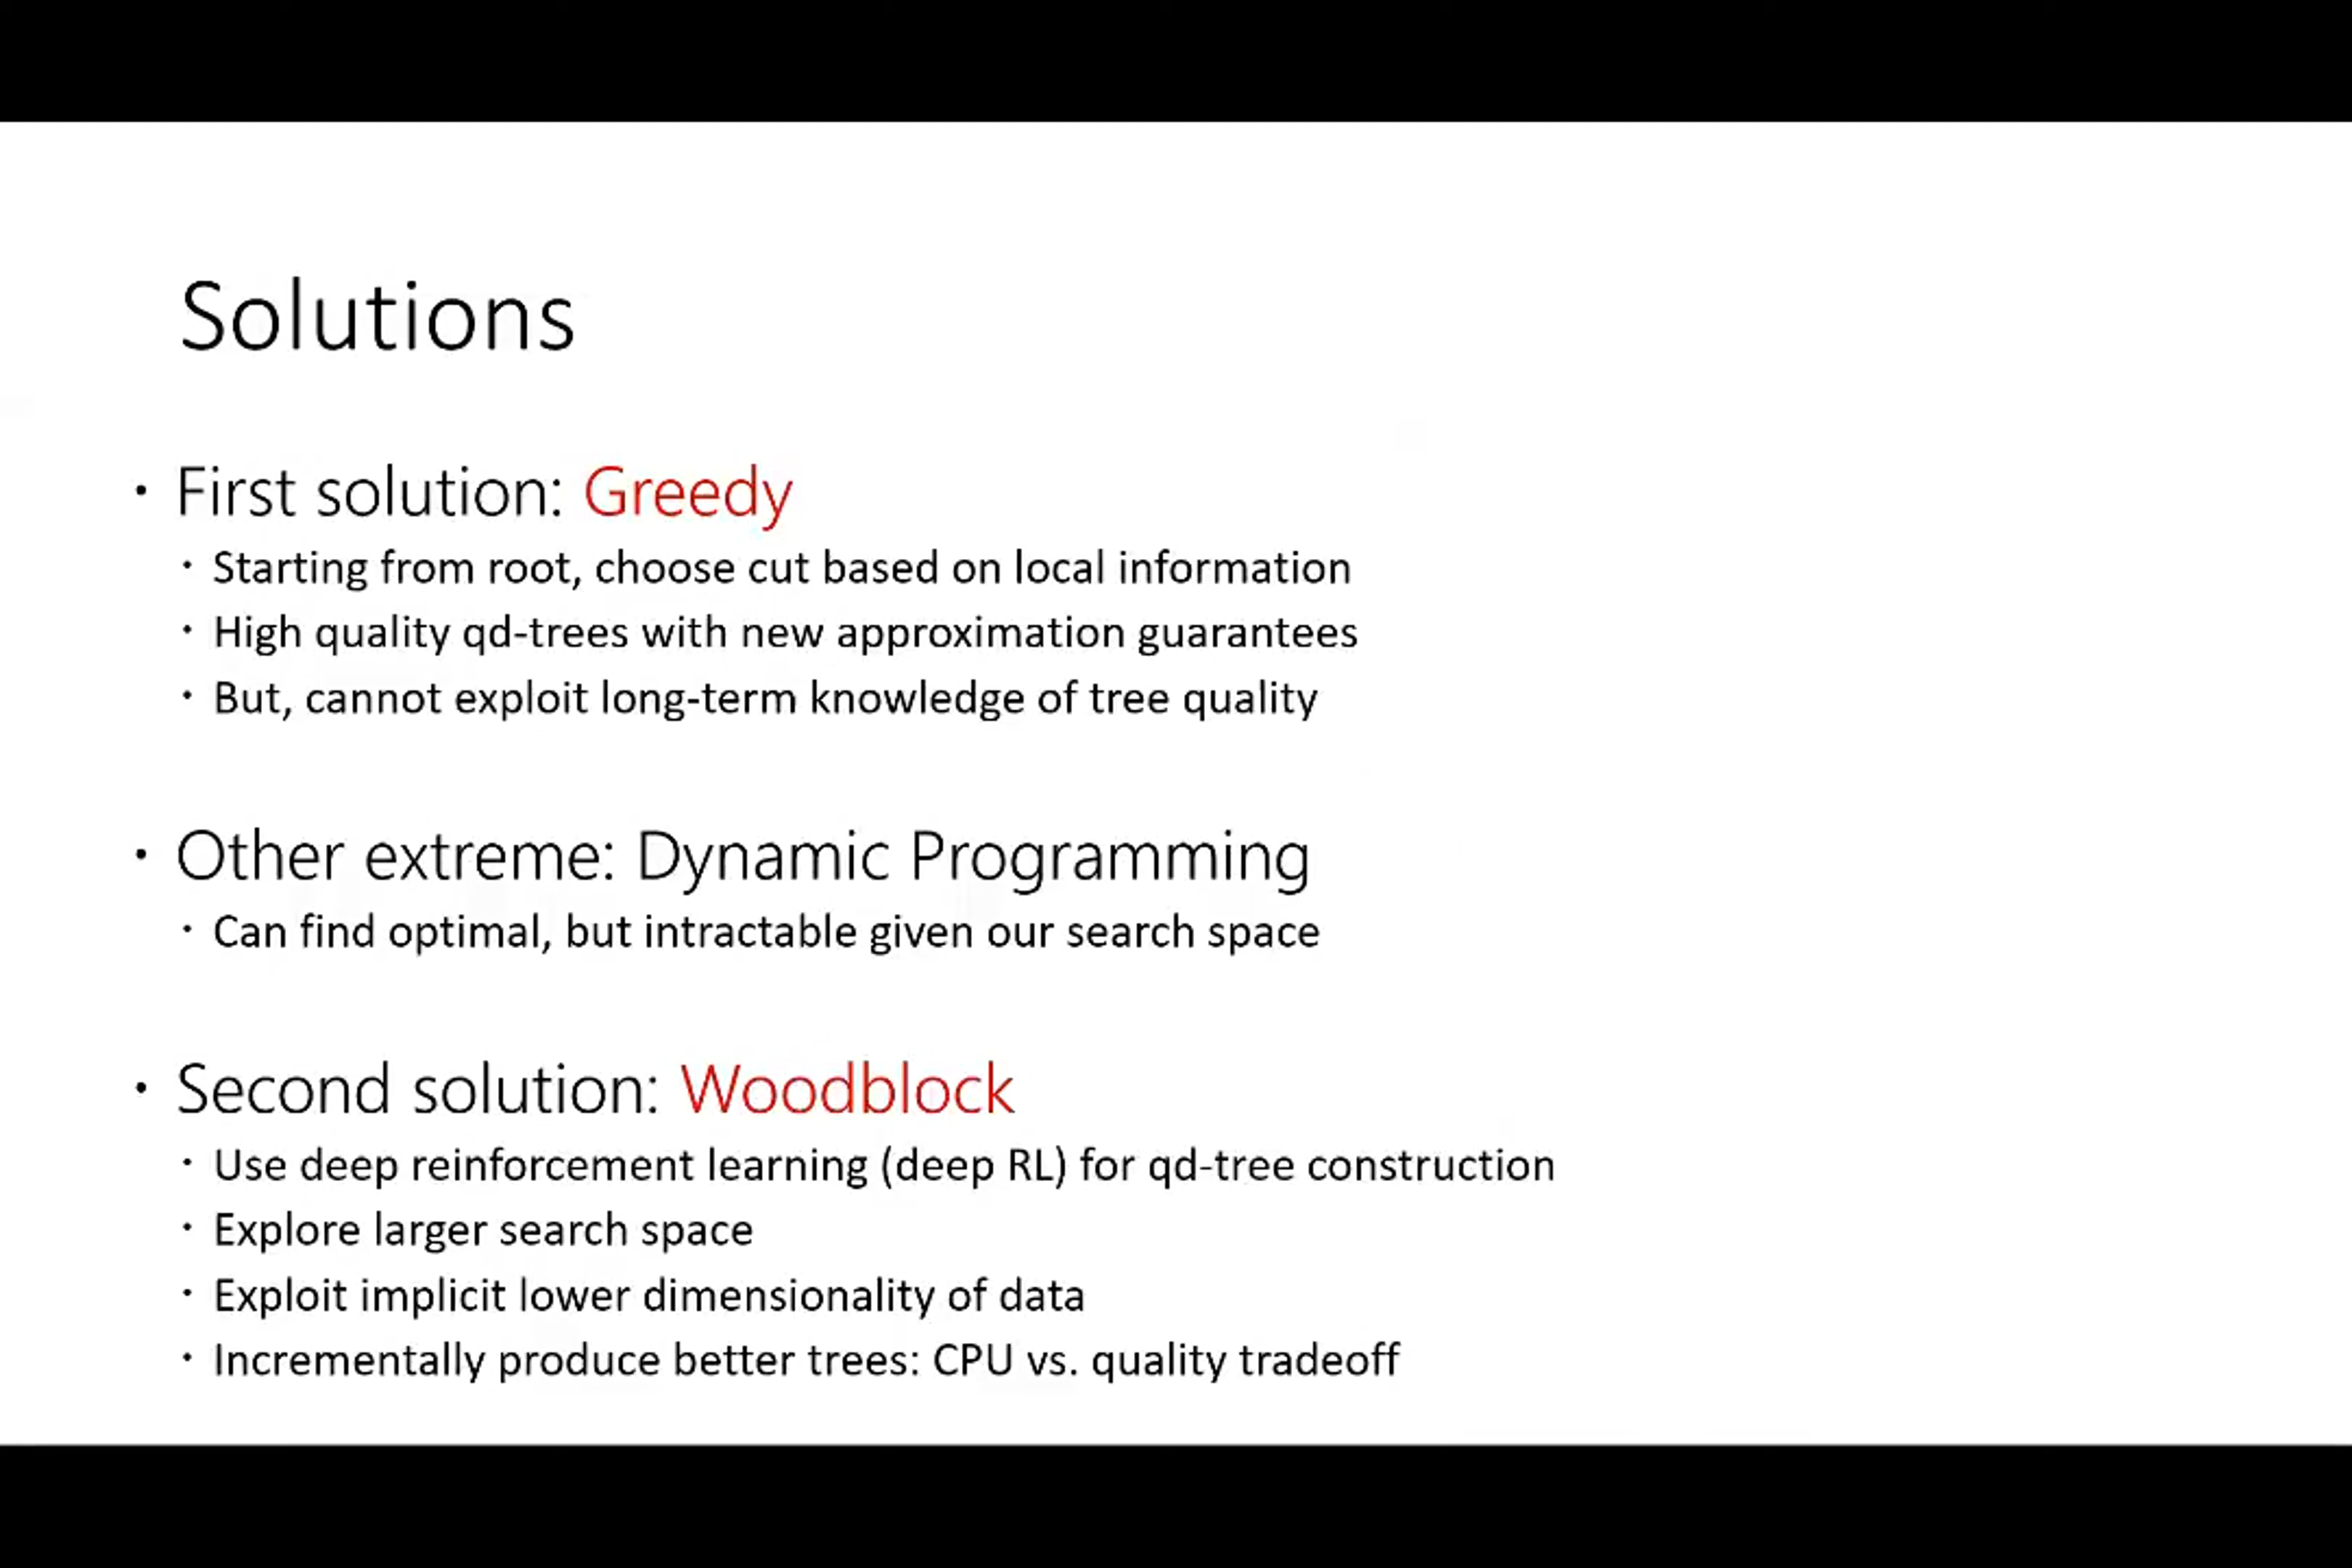 Solutions
• First solution: Greedy
• Starting from root, choose cut based on local information
• High quality qd-trees with new approximation guarantees
• But, cannot exploit long-term knowledge of tree quality
• Other extreme: Dynamic Programming
• Can find optimal, but intractable given our search space
• Second solution: Woodblock
• Use deep reinforcement learning (deep RL) for qd-tree construction
• Explore larger search space
• Exploit implicit lower dimensionality of data
• Incrementally produce better trees: CPU vs. quality tradeoff